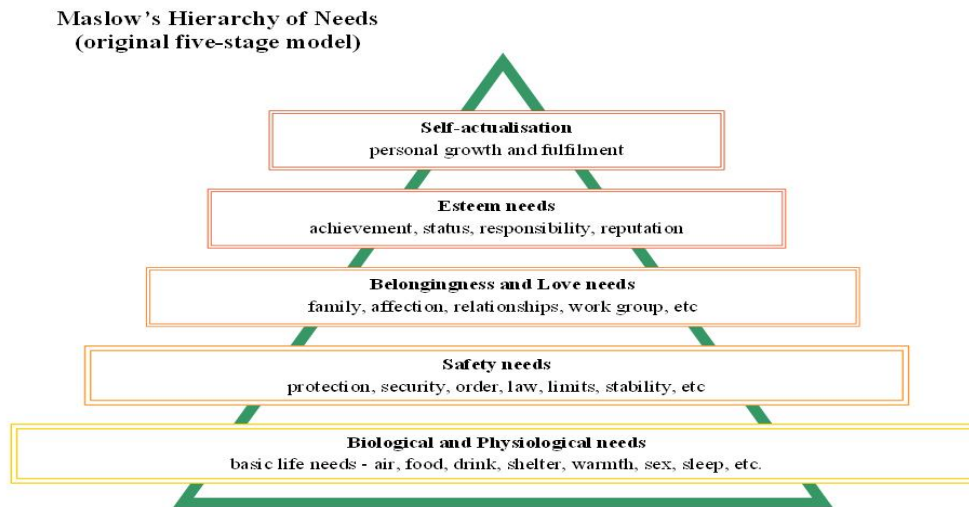 Maslow's Hierarchy of Needs
(original five-stage model)
Self-actualisation
personal growth and fulfilment
Esteem needs
achievement, status, responsibility, reputation
Belongingness and Love needs
family, affection, relationships, work group, etc
Safety needs
protection, security, order, law, limits, stability, etc
Biological and Physiological needs
basic life needs - air, food, drink, shelter, warmth, sex, sleep, etc.